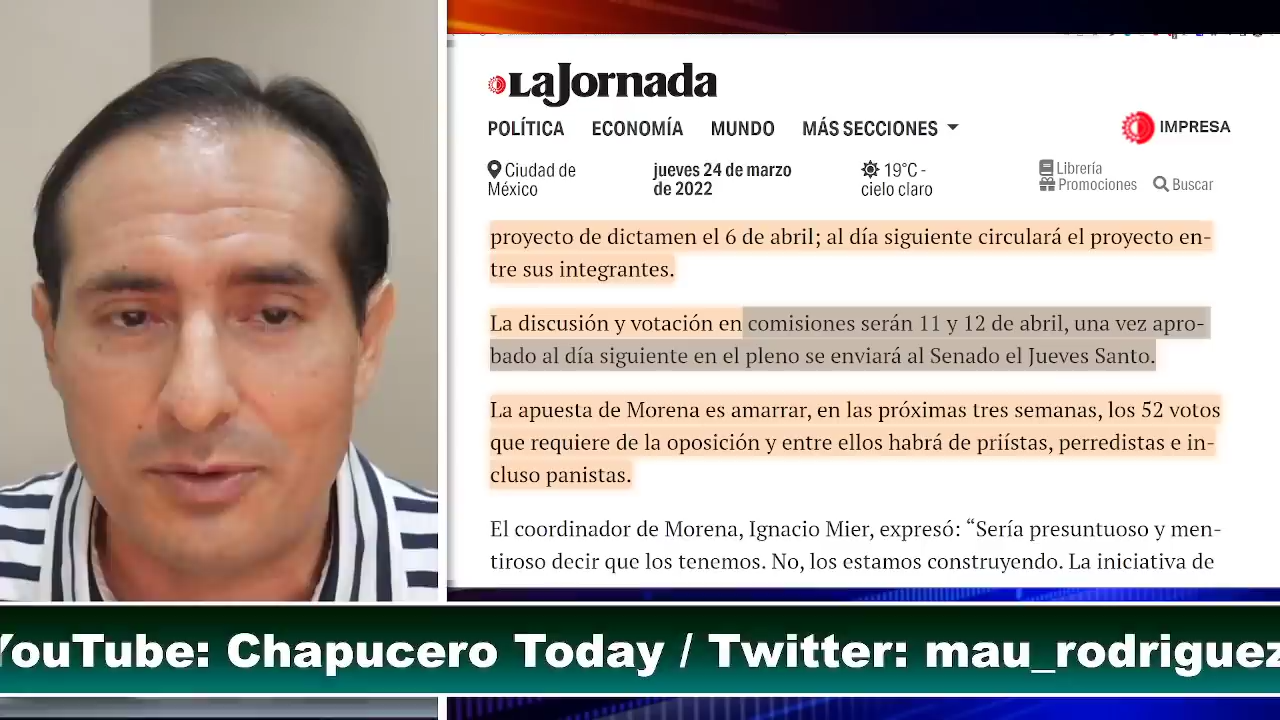 LaJornada
POLÍTICA ECONOMÍA MUNDO MÁS SECCIONES IMPRESA
Ciudad de México
jueves 24 de marzo de 2022
19°C - cielo claro
Librería
Promociones
Buscar
proyecto de dictamen el 6 de abril; al día siguiente circulará el proyecto en-
tre sus integrantes.
La discusión y votación en comisiones serán 11 y 12 de abril, una vez apro-
bado al día siguiente en el pleno se enviará al Senado el Jueves Santo.
La apuesta de Morena es amarrar, en las próximas tres semanas, los 52 votos
que requiere de la oposición y entre ellos habrá de priístas, perredistas e in-
cluso panistas.
El coordinador de Morena, Ignacio Mier, expresó: “Sería presuntuoso y men-
tiroso decir que los tenemos. No, los estamos construyendo. La iniciativa de
YouTube: Chapucero Today / Twitter: mau_rodriguez